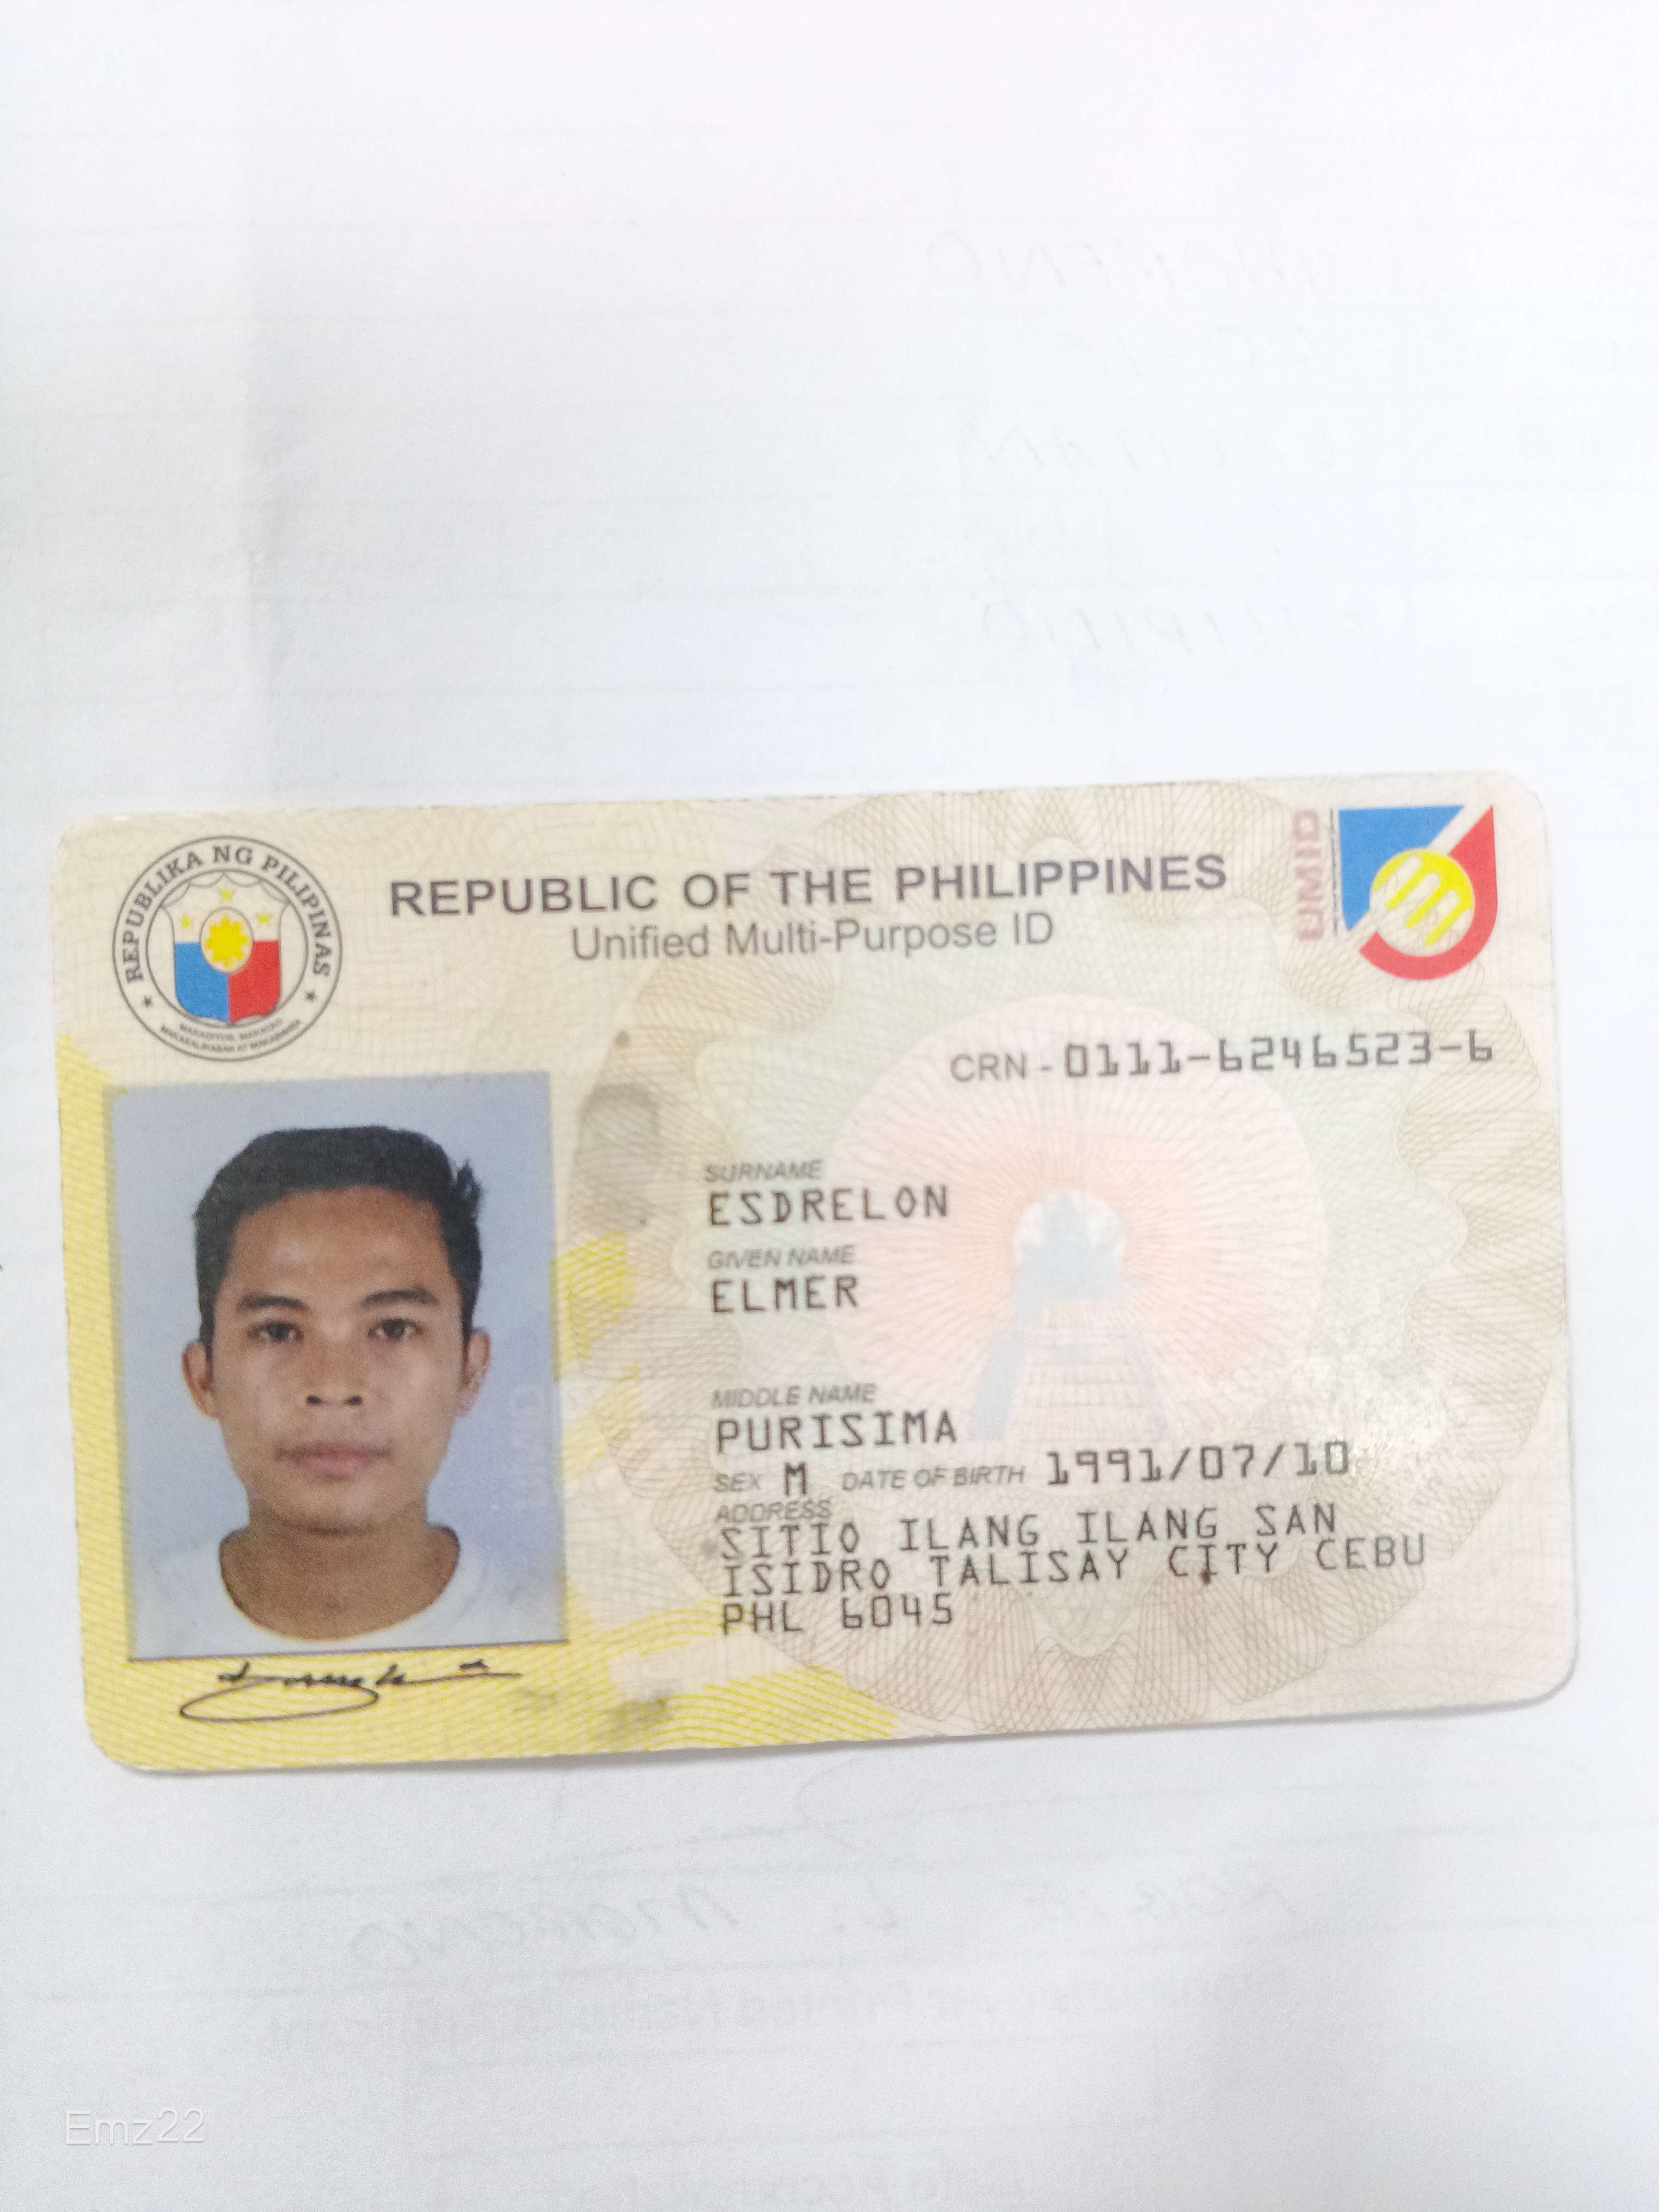 REPUBLIKA NG PILIPINAS
REPUBLIC OF THE PHILIPPINES
Unified Multi-Purpose ID
UMID
CRN - 0111-6246523-6
SURNAME
ESDRELON
GIVEN NAME
ELMER
MIDDLE NAME
PURISIMA
SEX M DATE OF BIRTH 1991/07/10
ADDRESS
SITIO ILANG ILANG SAN
ISIDRO TALISAY CITY CEBU
PHL 6045
Emz22